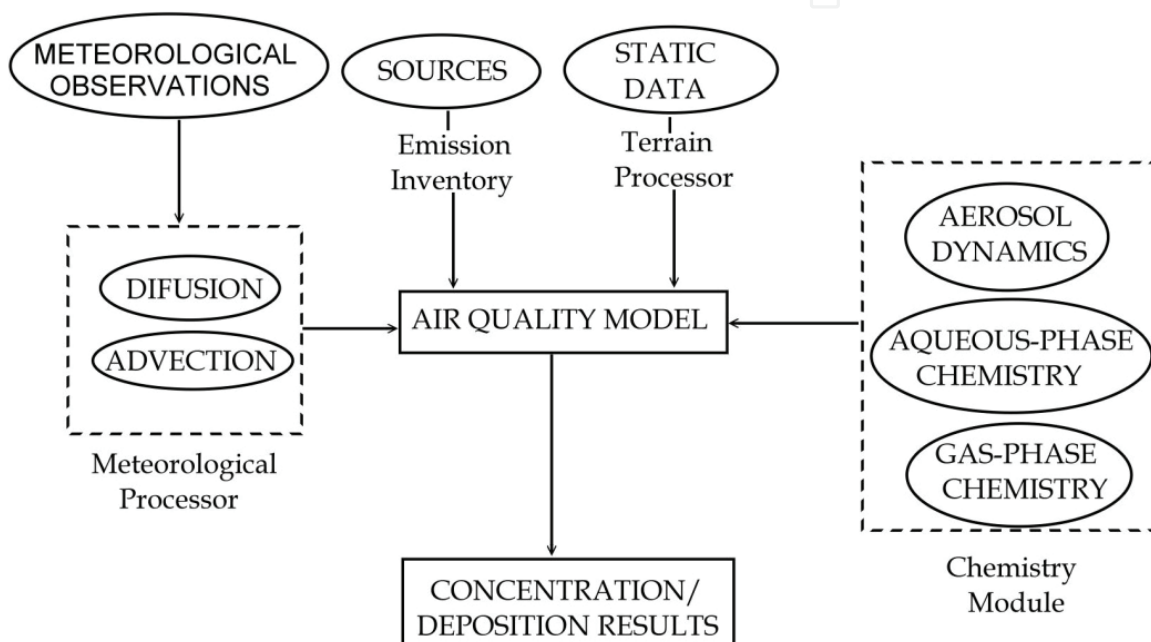 METEOROLOGICAL
OBSERVATIONS
SOURCES
STATIC
DATA
Emission
Inventory
Terrain
Processor
DIFUSION
ADVECTION
Meteorological
Processor
AIR QUALITY MODEL
AEROSOL
DYNAMICS
AQUEOUS-PHASE
CHEMISTRY
GAS-PHASE
CHEMISTRY
Chemistry
Module
CONCENTRATION/
DEPOSITION RESULTS